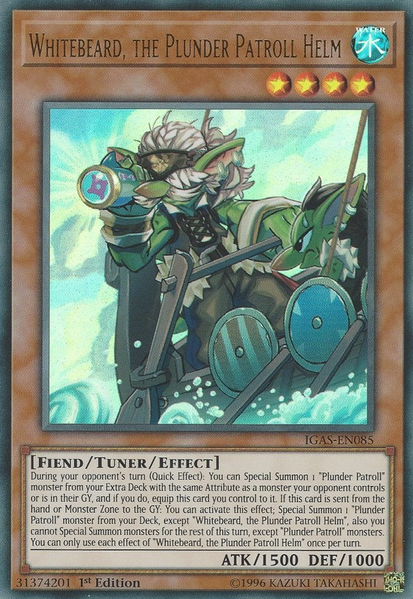 WHITEBEARD, THE PLUNDER PATROLL HELM
WATER
水
IGAS-EN085
[FIEND/TUNER/EFFECT]
During your opponent's turn (Quick Effect): You can Special Summon 1 "Plunder Patroll"
monster from your Extra Deck with the same Attribute as a monster your opponent controls
or is in their GY, and if you do, equip this card you control to it. If this card is sent from the
hand or Monster Zone to the GY: You can activate this effect; Special Summon 1 "Plunder
Patroll" monster from your Deck, except "Whitebeard, the Plunder Patroll Helm", also you
cannot Special Summon monsters for the rest of this turn, except "Plunder Patroll" monsters.
You can only use each effect of "Whitebeard, the Plunder Patroll Helm" once per turn.
ATK/1500 DEF/1000
31374201 1st Edition ©1996 KAZUKI TAKAHASHI